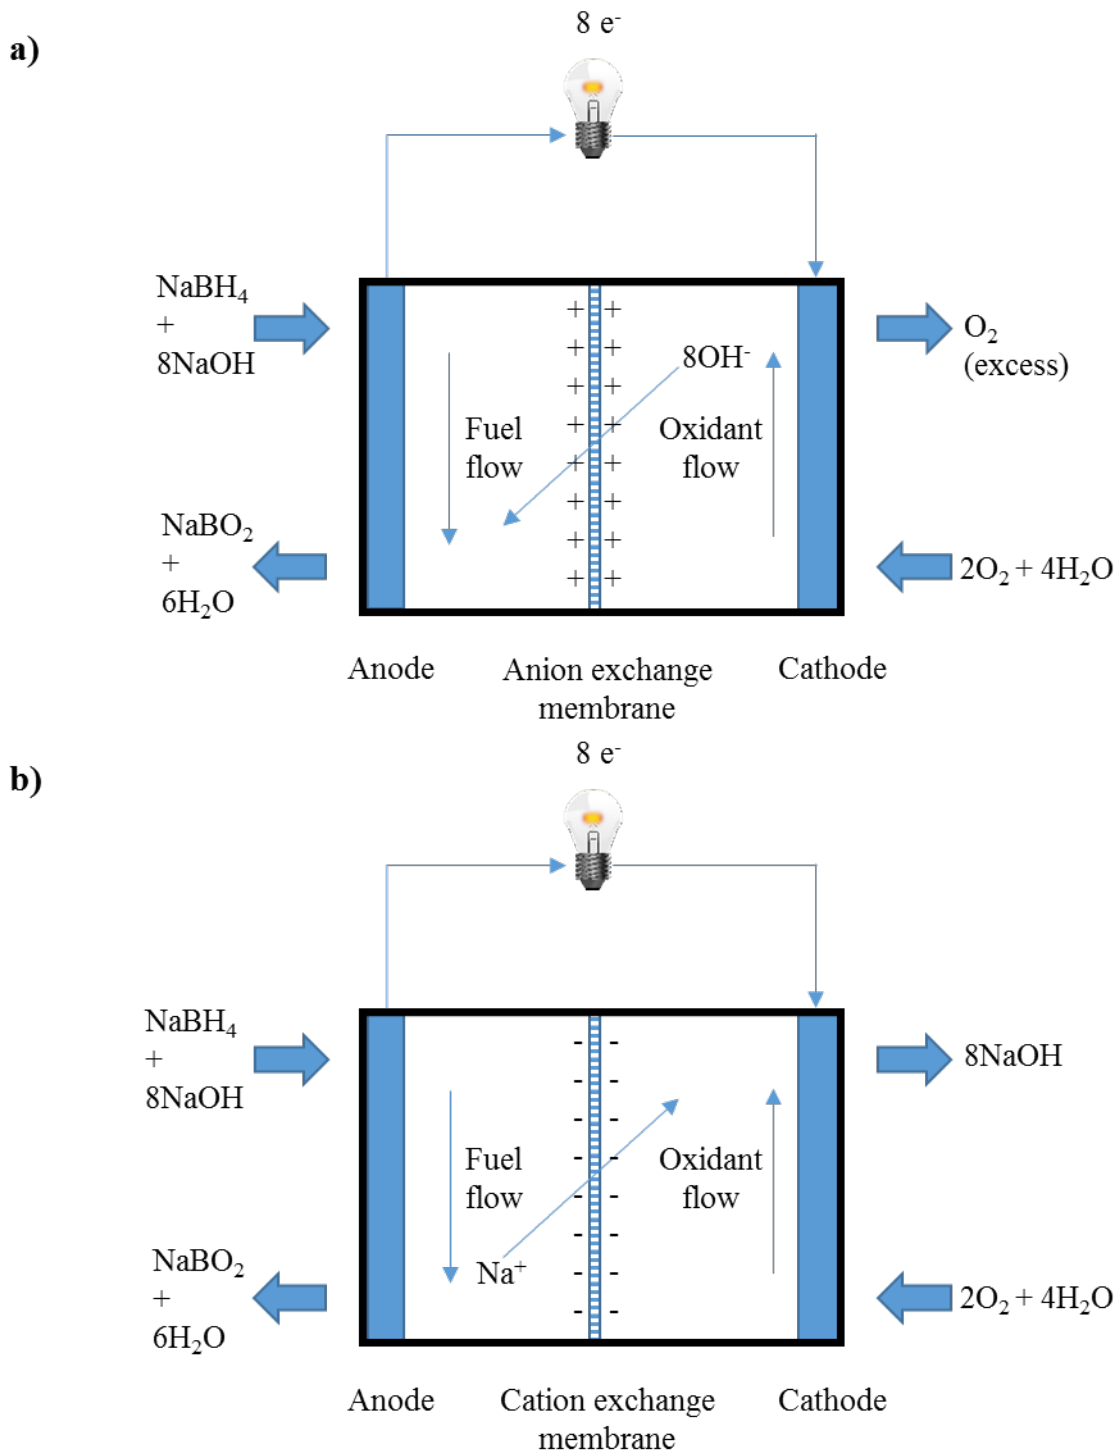 a)
8 e⁻
NaBH₄
+
8NaOH
+ +
+ +
+ +
+ +
+ +
+ +
+ +
+ +
8OH⁻
Fuel
flow
Oxidant
flow
O₂
(excess)
NaBO₂
+
6H₂O
2O₂ + 4H₂O
Anode
Anion exchange
membrane
Cathode
b)
8 e⁻
NaBH₄
+
8NaOH
- -
- -
- -
- -
- -
- -
- -
- -
Fuel
flow
Na⁺
Oxidant
flow
8NaOH
NaBO₂
+
6H₂O
2O₂ + 4H₂O
Anode
Cation exchange
membrane
Cathode